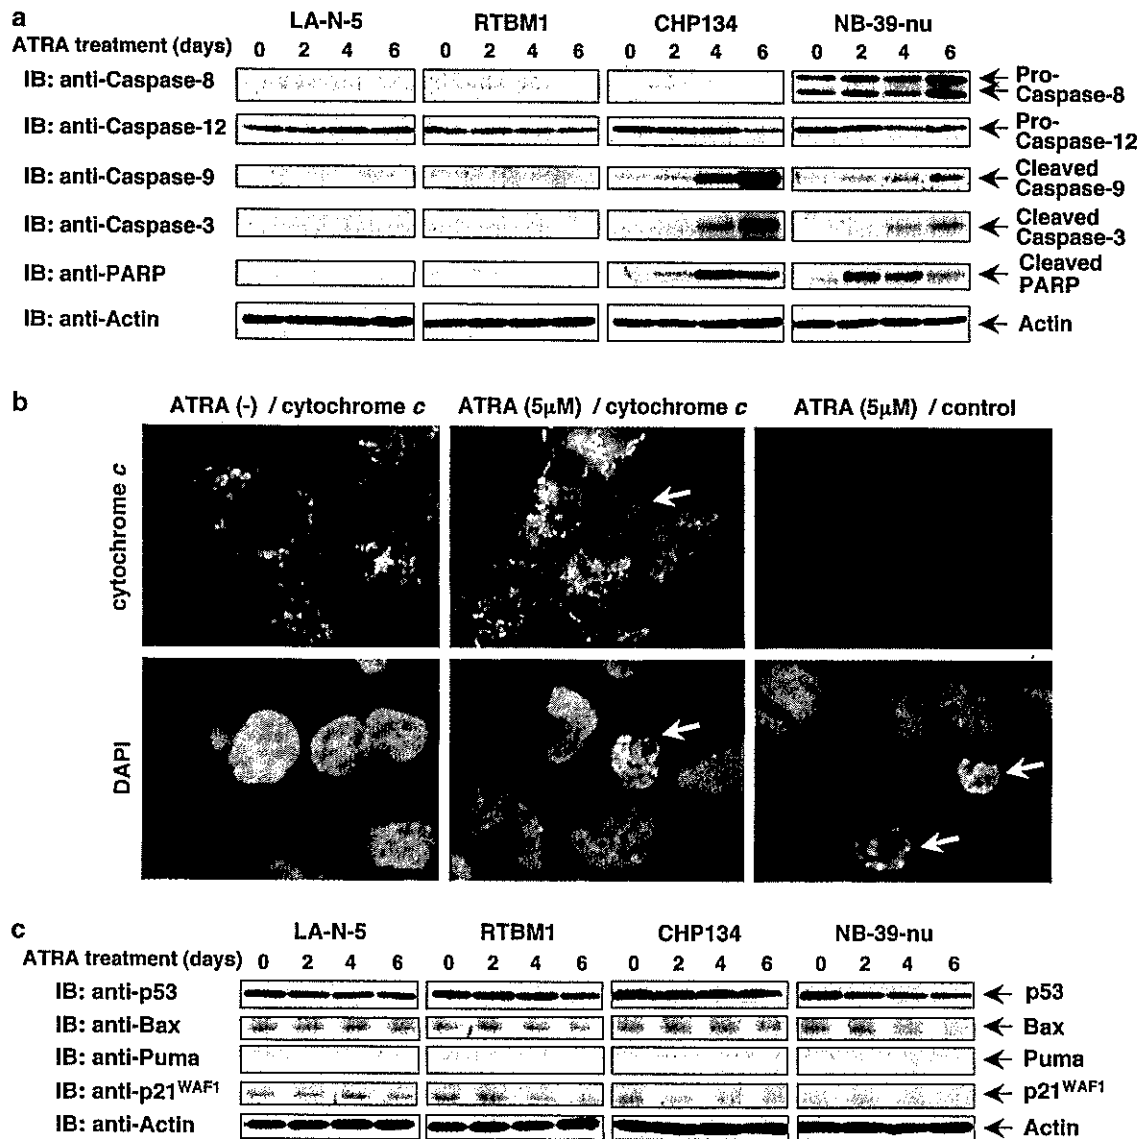 a
LA-N-5 RTBM1 CHP134 NB-39-nu
ATRA treatment (days) 0 2 4 6 0 2 4 6 0 2 4 6 0 2 4 6
IB: anti-Caspase-8 Pro-Caspase-8
IB: anti-Caspase-12 Pro-Caspase-12
IB: anti-Caspase-9 Cleaved Caspase-9
IB: anti-Caspase-3 Cleaved Caspase-3
IB: anti-PARP Cleaved PARP
IB: anti-Actin Actin
b
ATRA (-) / cytochrome c ATRA (5μM) / cytochrome c ATRA (5μM) / control
cytochrome c
DAPI
c
LA-N-5 RTBM1 CHP134 NB-39-nu
ATRA treatment (days) 0 2 4 6 0 2 4 6 0 2 4 6 0 2 4 6
IB: anti-p53 p53
IB: anti-Bax Bax
IB: anti-Puma Puma
IB: anti-p21WAF1 p21WAF1
IB: anti-Actin Actin